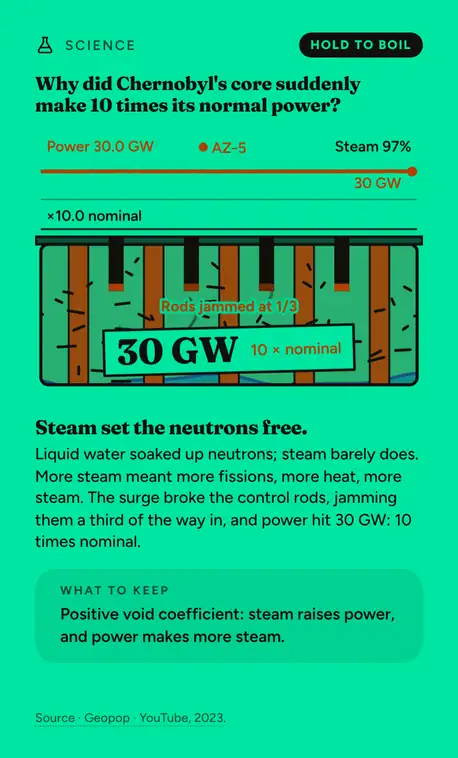 SCIENCE
HOLD TO BOIL
Why did Chernobyl's core suddenly
make 10 times its normal power?
Power 30.0 GW
AZ-5
Steam 97%
30 GW
×10.0 nominal
Rods jammed at 1/3
30 GW 10 × nominal
Steam set the neutrons free.
Liquid water soaked up neutrons; steam barely does.
More steam meant more fissions, more heat, more
steam. The surge broke the control rods, jamming
them a third of the way in, and power hit 30 GW: 10
times nominal.
WHAT TO KEEP
Positive void coefficient: steam raises power,
and power makes more steam.
Source · Geopop · YouTube, 2023.